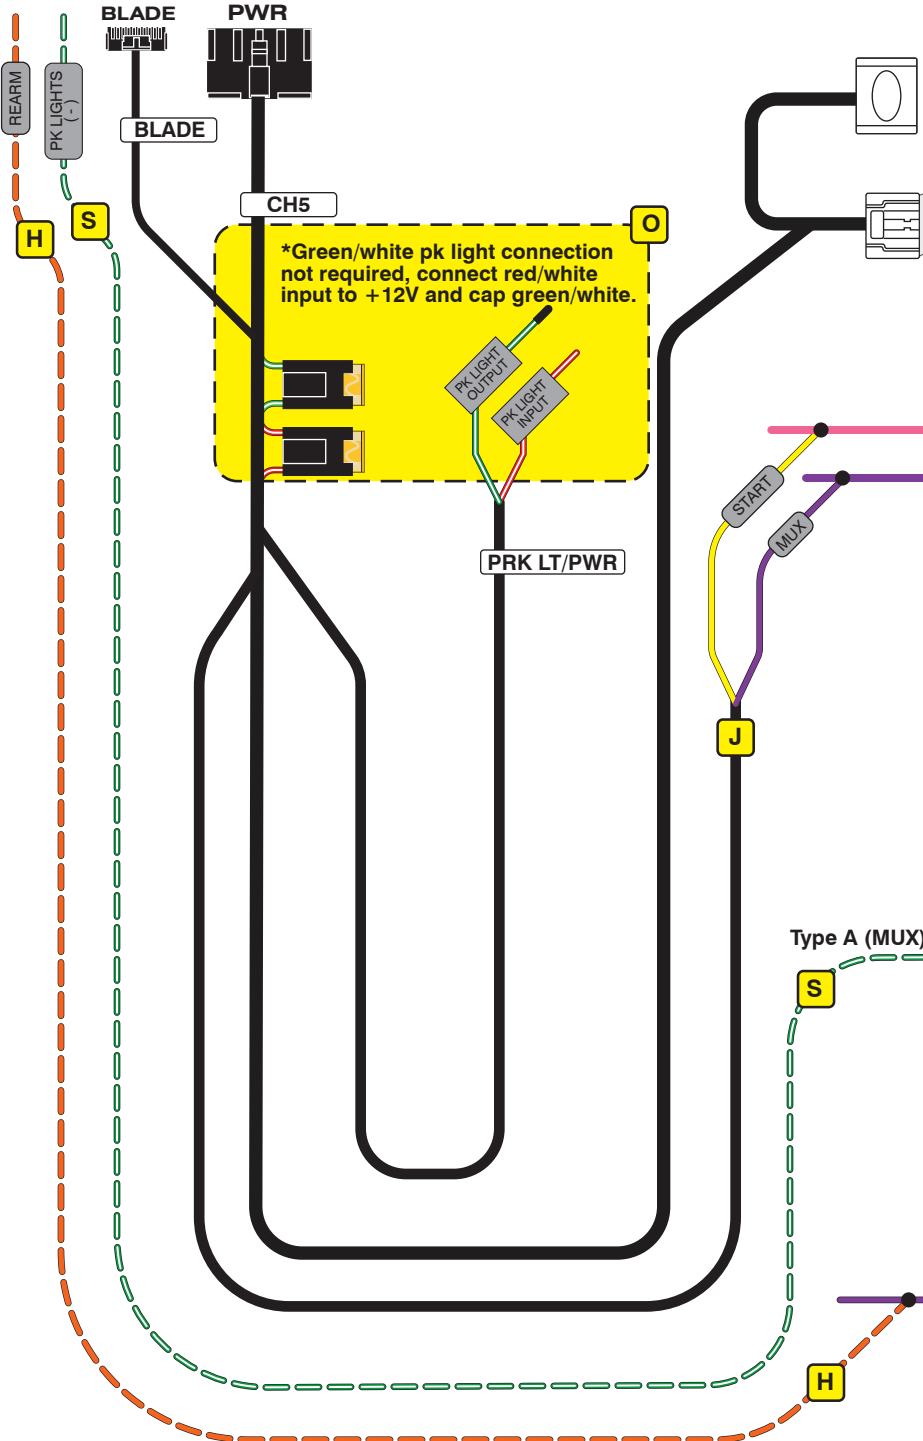 BLADE
PWR
REARM
PK LIGHTS
(-)
BLADE
CH5
S
H
O
*Green/white pk light connection
not required, connect red/white
input to +12V and cap green/white.
PK LIGHT
OUTPUT
PK LIGHT
INPUT
START
MUX
PRK LT/PWR
J
Type A (MUX)
S
H